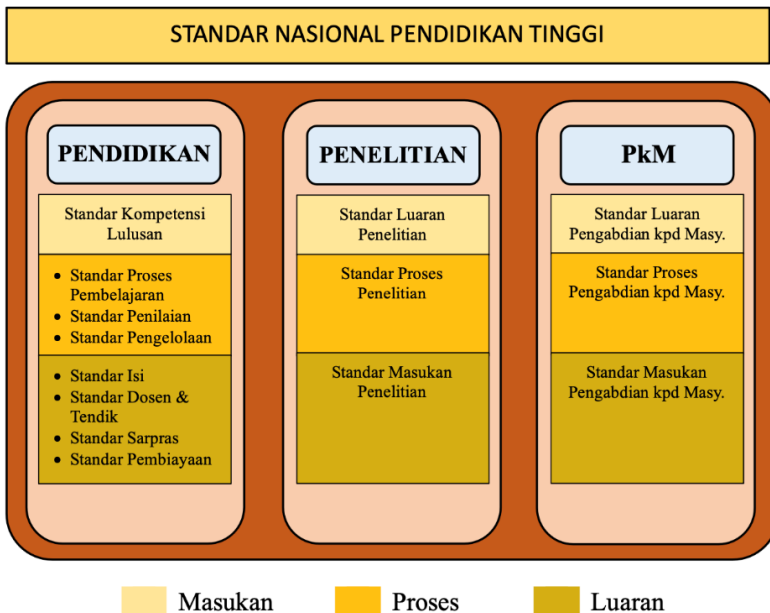 STANDAR NASIONAL PENDIDIKAN TINGGI
PENDIDIKAN
Standar Kompetensi
Lulusan
• Standar Proses
Pembelajaran
• Standar Penilaian
• Standar Pengelolaan
• Standar Isi
• Standar Dosen &
Tendik
• Standar Sarpras
• Standar Pembiayaan
PENELITIAN
Standar Luaran
Penelitian
Standar Proses
Penelitian
Standar Masukan
Penelitian
PkM
Standar Luaran
Pengabdian kpd Masy.
Standar Proses
Pengabdian kpd Masy.
Standar Masukan
Pengabdian kpd Masy.
Masukan
Proses
Luaran